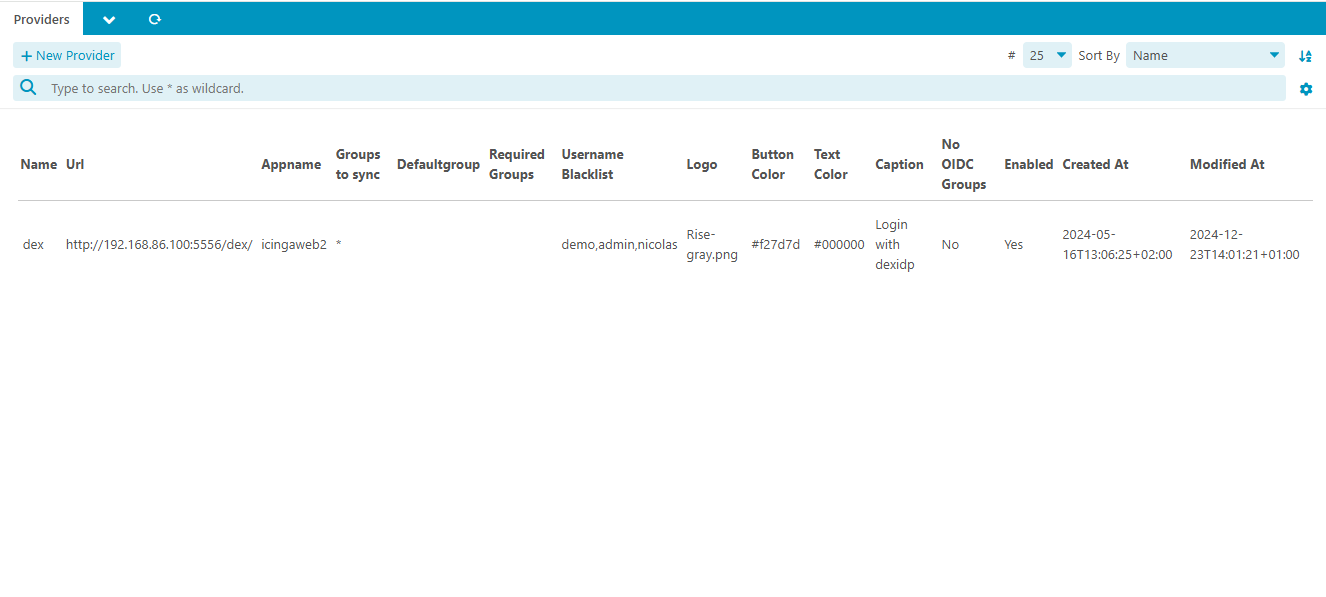 Providers
New Provider
# 25 Sort By Name
Type to search. Use * as wildcard.
Name Url Appname Groups to sync Defaultgroup Required Groups Username Blacklist Logo Button Color Text Color Caption No OIDC Groups Enabled Created At Modified At
dex http://192.168.86.100:5556/dex/ icingaweb2 * demo,admin,nicolas Rise-gray.png #f27d7d #000000 Login with dexidp No Yes 2024-05-16T13:06:25+02:00 2024-12-23T14:01:21+01:00